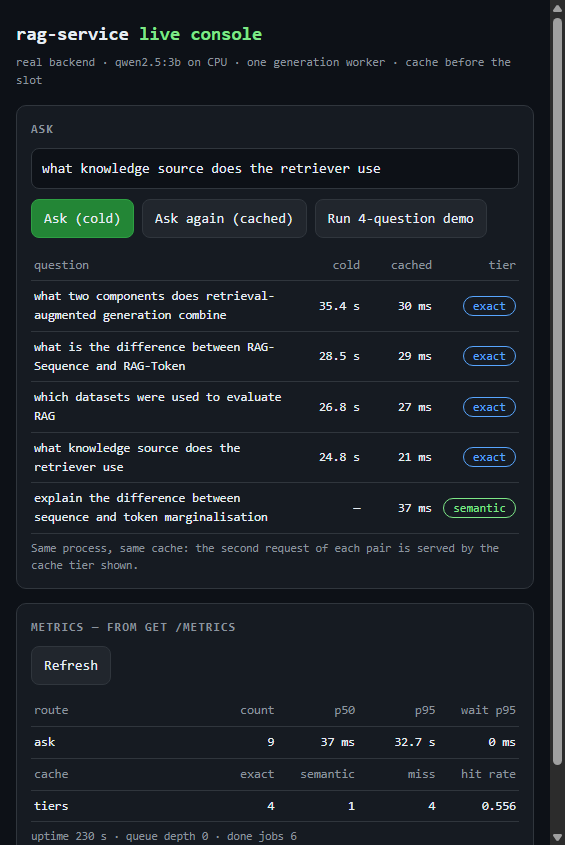 rag-service live console
real backend · qwen2.5:3b on CPU · one generation worker · cache before the
slot
ASK
what knowledge source does the retriever use
Ask (cold) Ask again (cached) Run 4-question demo
question cold cached tier
what two components does retrieval-
augmented generation combine 35.4 s 30 ms exact
what is the difference between RAG-
Sequence and RAG-Token 28.5 s 29 ms exact
which datasets were used to evaluate
RAG 26.8 s 27 ms exact
what knowledge source does the
retriever use 24.8 s 21 ms exact
explain the difference between
sequence and token marginalisation — 37 ms semantic
Same process, same cache: the second request of each pair is served by the
cache tier shown.
METRICS — FROM GET /METRICS
Refresh
route count p50 p95 wait p95
ask 9 37 ms 32.7 s 0 ms
cache exact semantic miss hit rate
tiers 4 1 4 0.556
uptime 230 s · queue depth 0 · done jobs 6